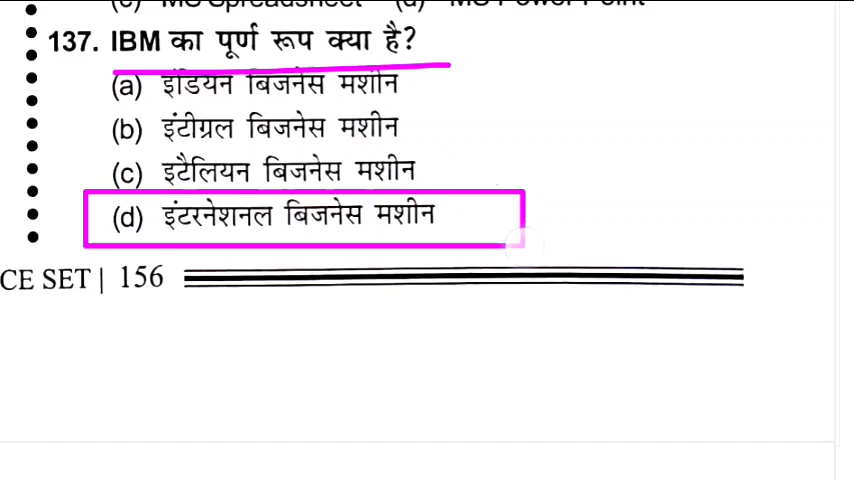 137. IBM का पूर्ण रूप क्या है?
(a) इंडियन बिजनेस मशीन
(b) इंटीग्रल बिजनेस मशीन
(c) इटैलियन बिजनेस मशीन
(d) इंटरनेशनल बिजनेस मशीन
CE SET | 156